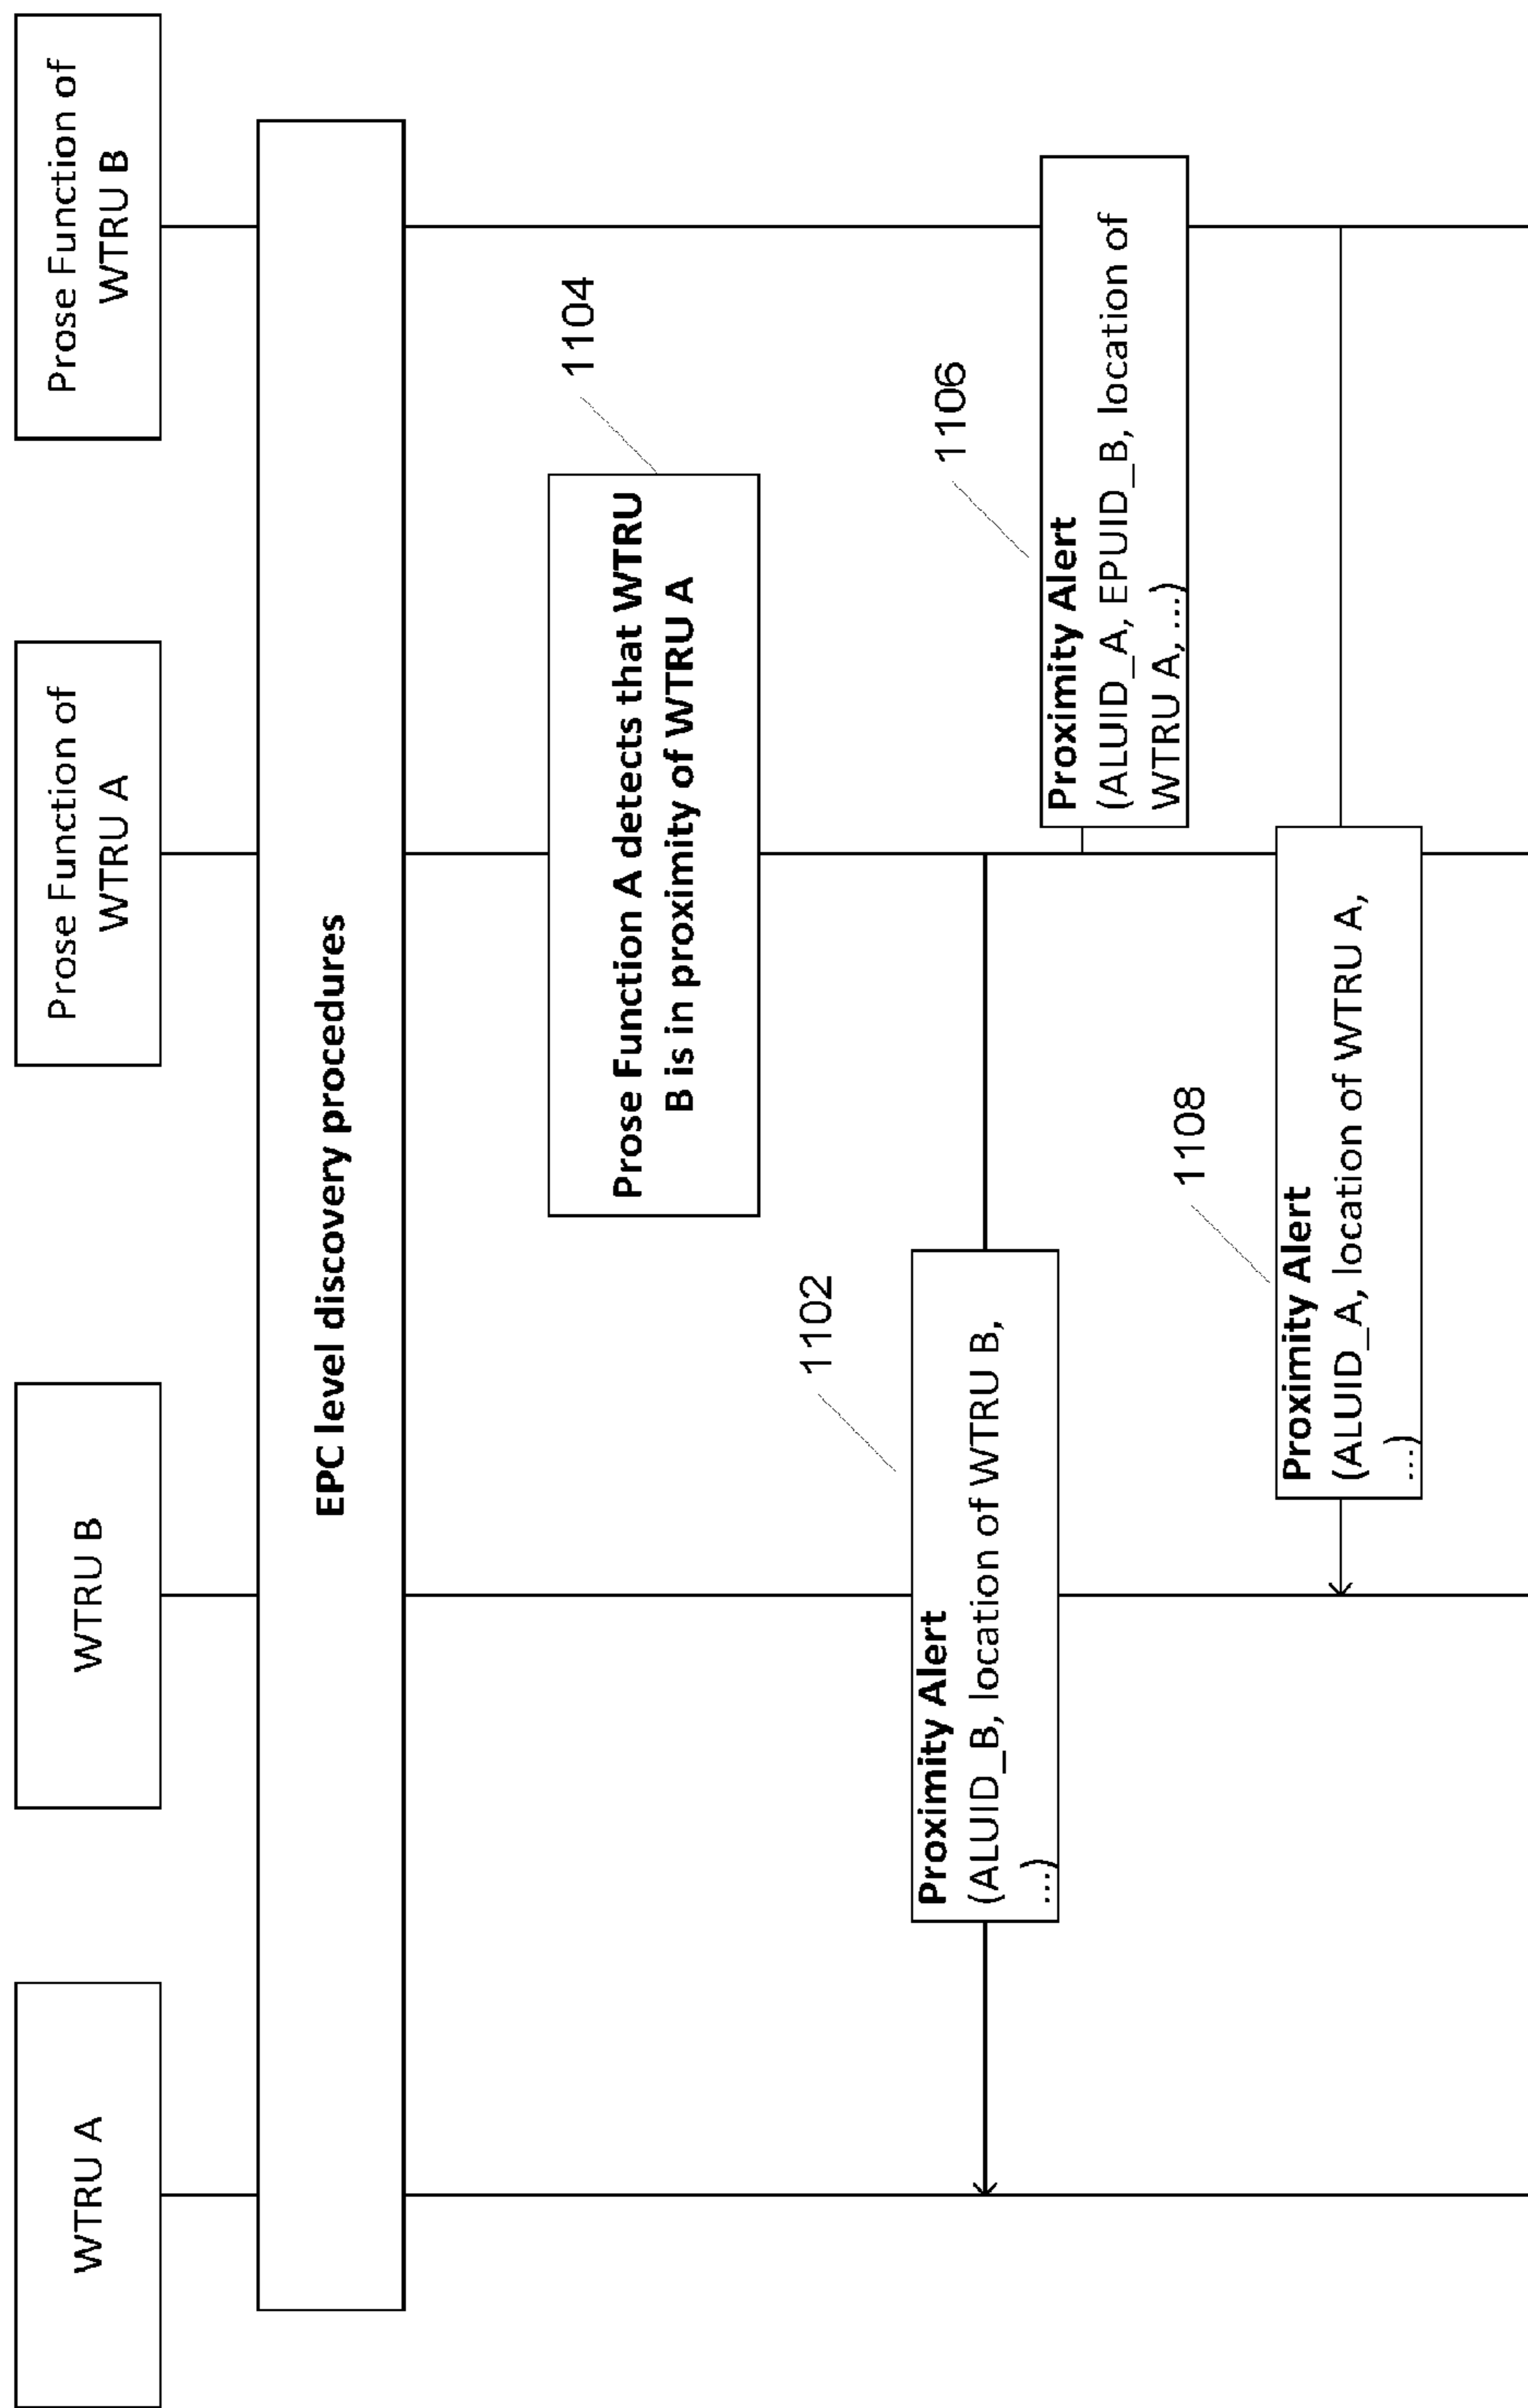 WTRU A
WTRU B
Prose Function of
WTRU A
Prose Function of
WTRU B
EPC level discovery procedures
1104
Prose Function A detects that WTRU
B is in proximity of WTRU A
1102
Proximity Alert
(ALUID_B, location of WTRU B,
...)
1106
Proximity Alert
(ALUID_A, EPUID_B, location of
WTRU A, ...)
1108
Proximity Alert
(ALUID_A, location of WTRU A,
...)